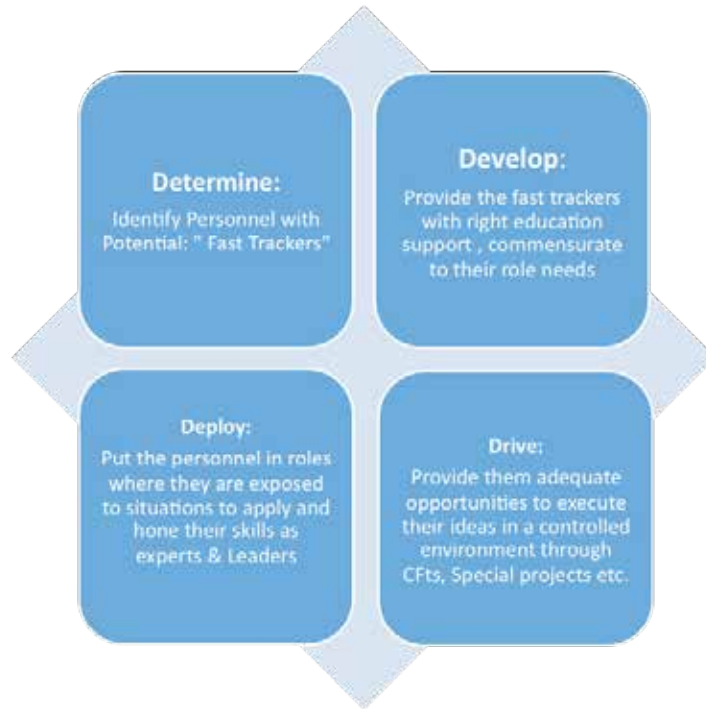 Determine:
Identify Personnel with
Potential: " Fast Trackers"
Develop:
Provide the fast trackers
with right education
support , commensurate
to their role needs
Deploy:
Put the personnel in roles
where they are exposed
to situations to apply and
hone their skills as
experts & Leaders
Drive:
Provide them adequate
opportunities to execute
their ideas in a controlled
environment through
CFts, Special projects etc.